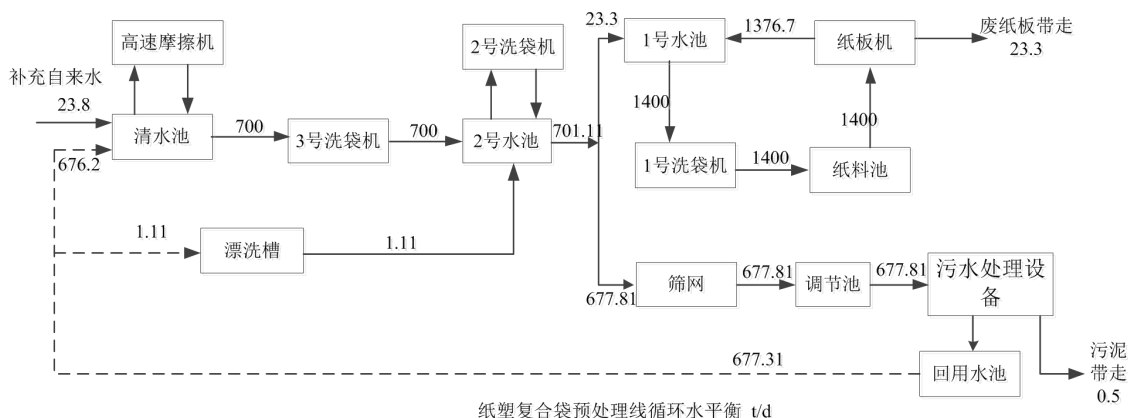 高速摩擦机
2号洗袋机
23.3
1号水池
1376.7
纸板机
废纸板带走
23.3
补充自来水
23.8
清水池
700
3号洗袋机
700
2号水池
701.11
1400
1400
676.2
1号洗袋机
1400
纸料池
1.11
漂洗槽
1.11
677.81
筛网
677.81
调节池
677.81
污水处理设
备
677.31
回用水池
污泥
带走
0.5
纸塑复合袋预处理线循环水平衡 t/d